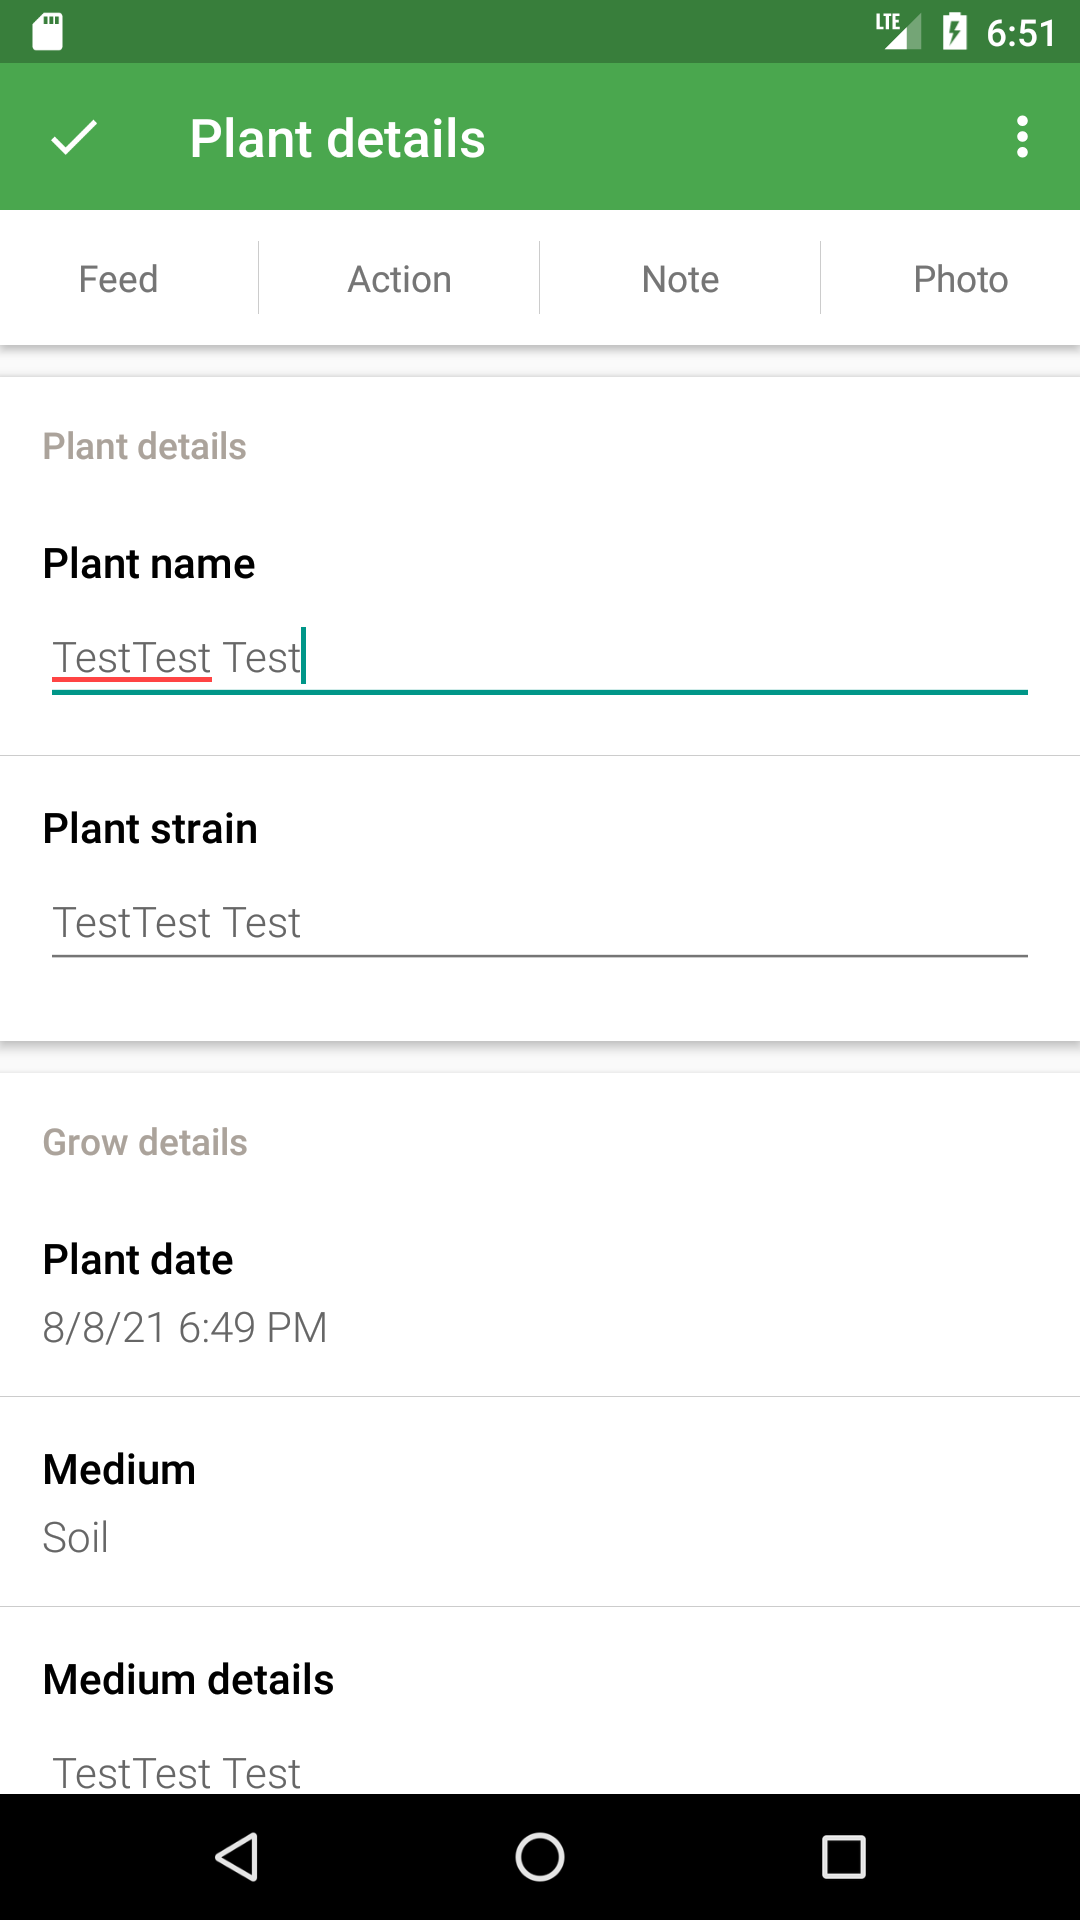 LTE 6:51
Plant details
Feed Action Note Photo
Plant details
Plant name
TestTest Test
Plant strain
TestTest Test
Grow details
Plant date
8/8/21 6:49 PM
Medium
Soil
Medium details
TestTest Test